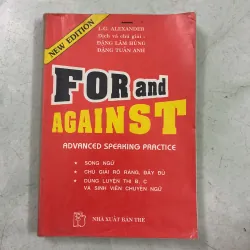 NEW EDITION
L.G. ALEXANDER
Dịch và chú giải :
ĐẶNG LÂM HÙNG
ĐẶNG TUẤN ANH
FOR and
AGAINST
ADVANCED SPEAKING PRACTICE
• SONG NGỮ
• CHÚ GIẢI RÕ RÀNG, ĐẦY ĐỦ
• DÙNG LUYỆN THI B, C
VÀ SINH VIÊN CHUYÊN NGỮ
NHÀ XUẤT BẢN TRẺ